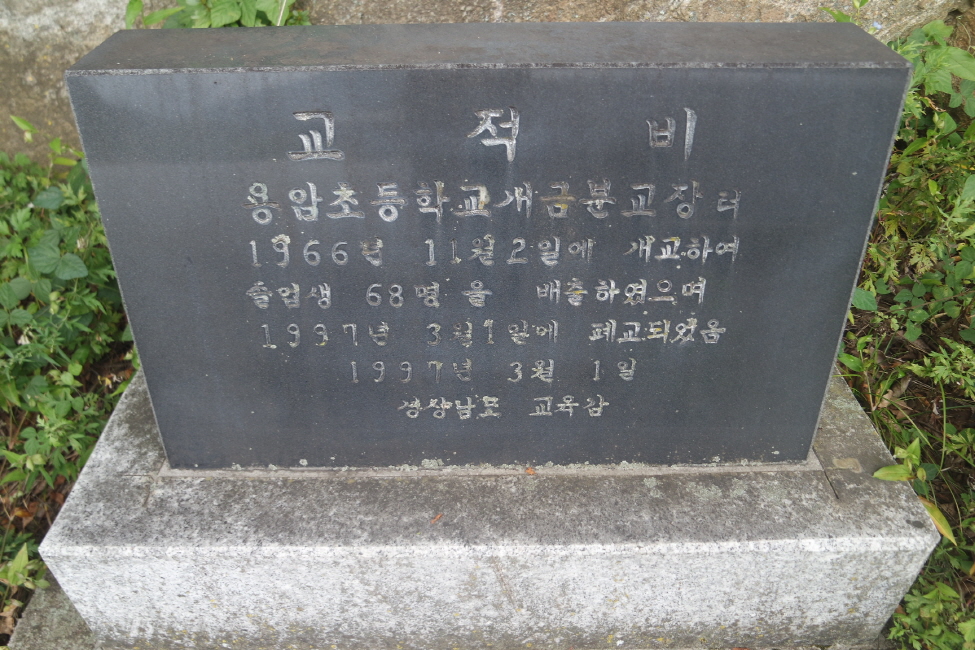 교적비
용암초등학교새금분교장 터
1966년 11월2일에 개교하여
졸업생 68명을 배출하였으며
1997년 3월1일에 폐교되었음
1997년 3월 1일
경상남도 교육감